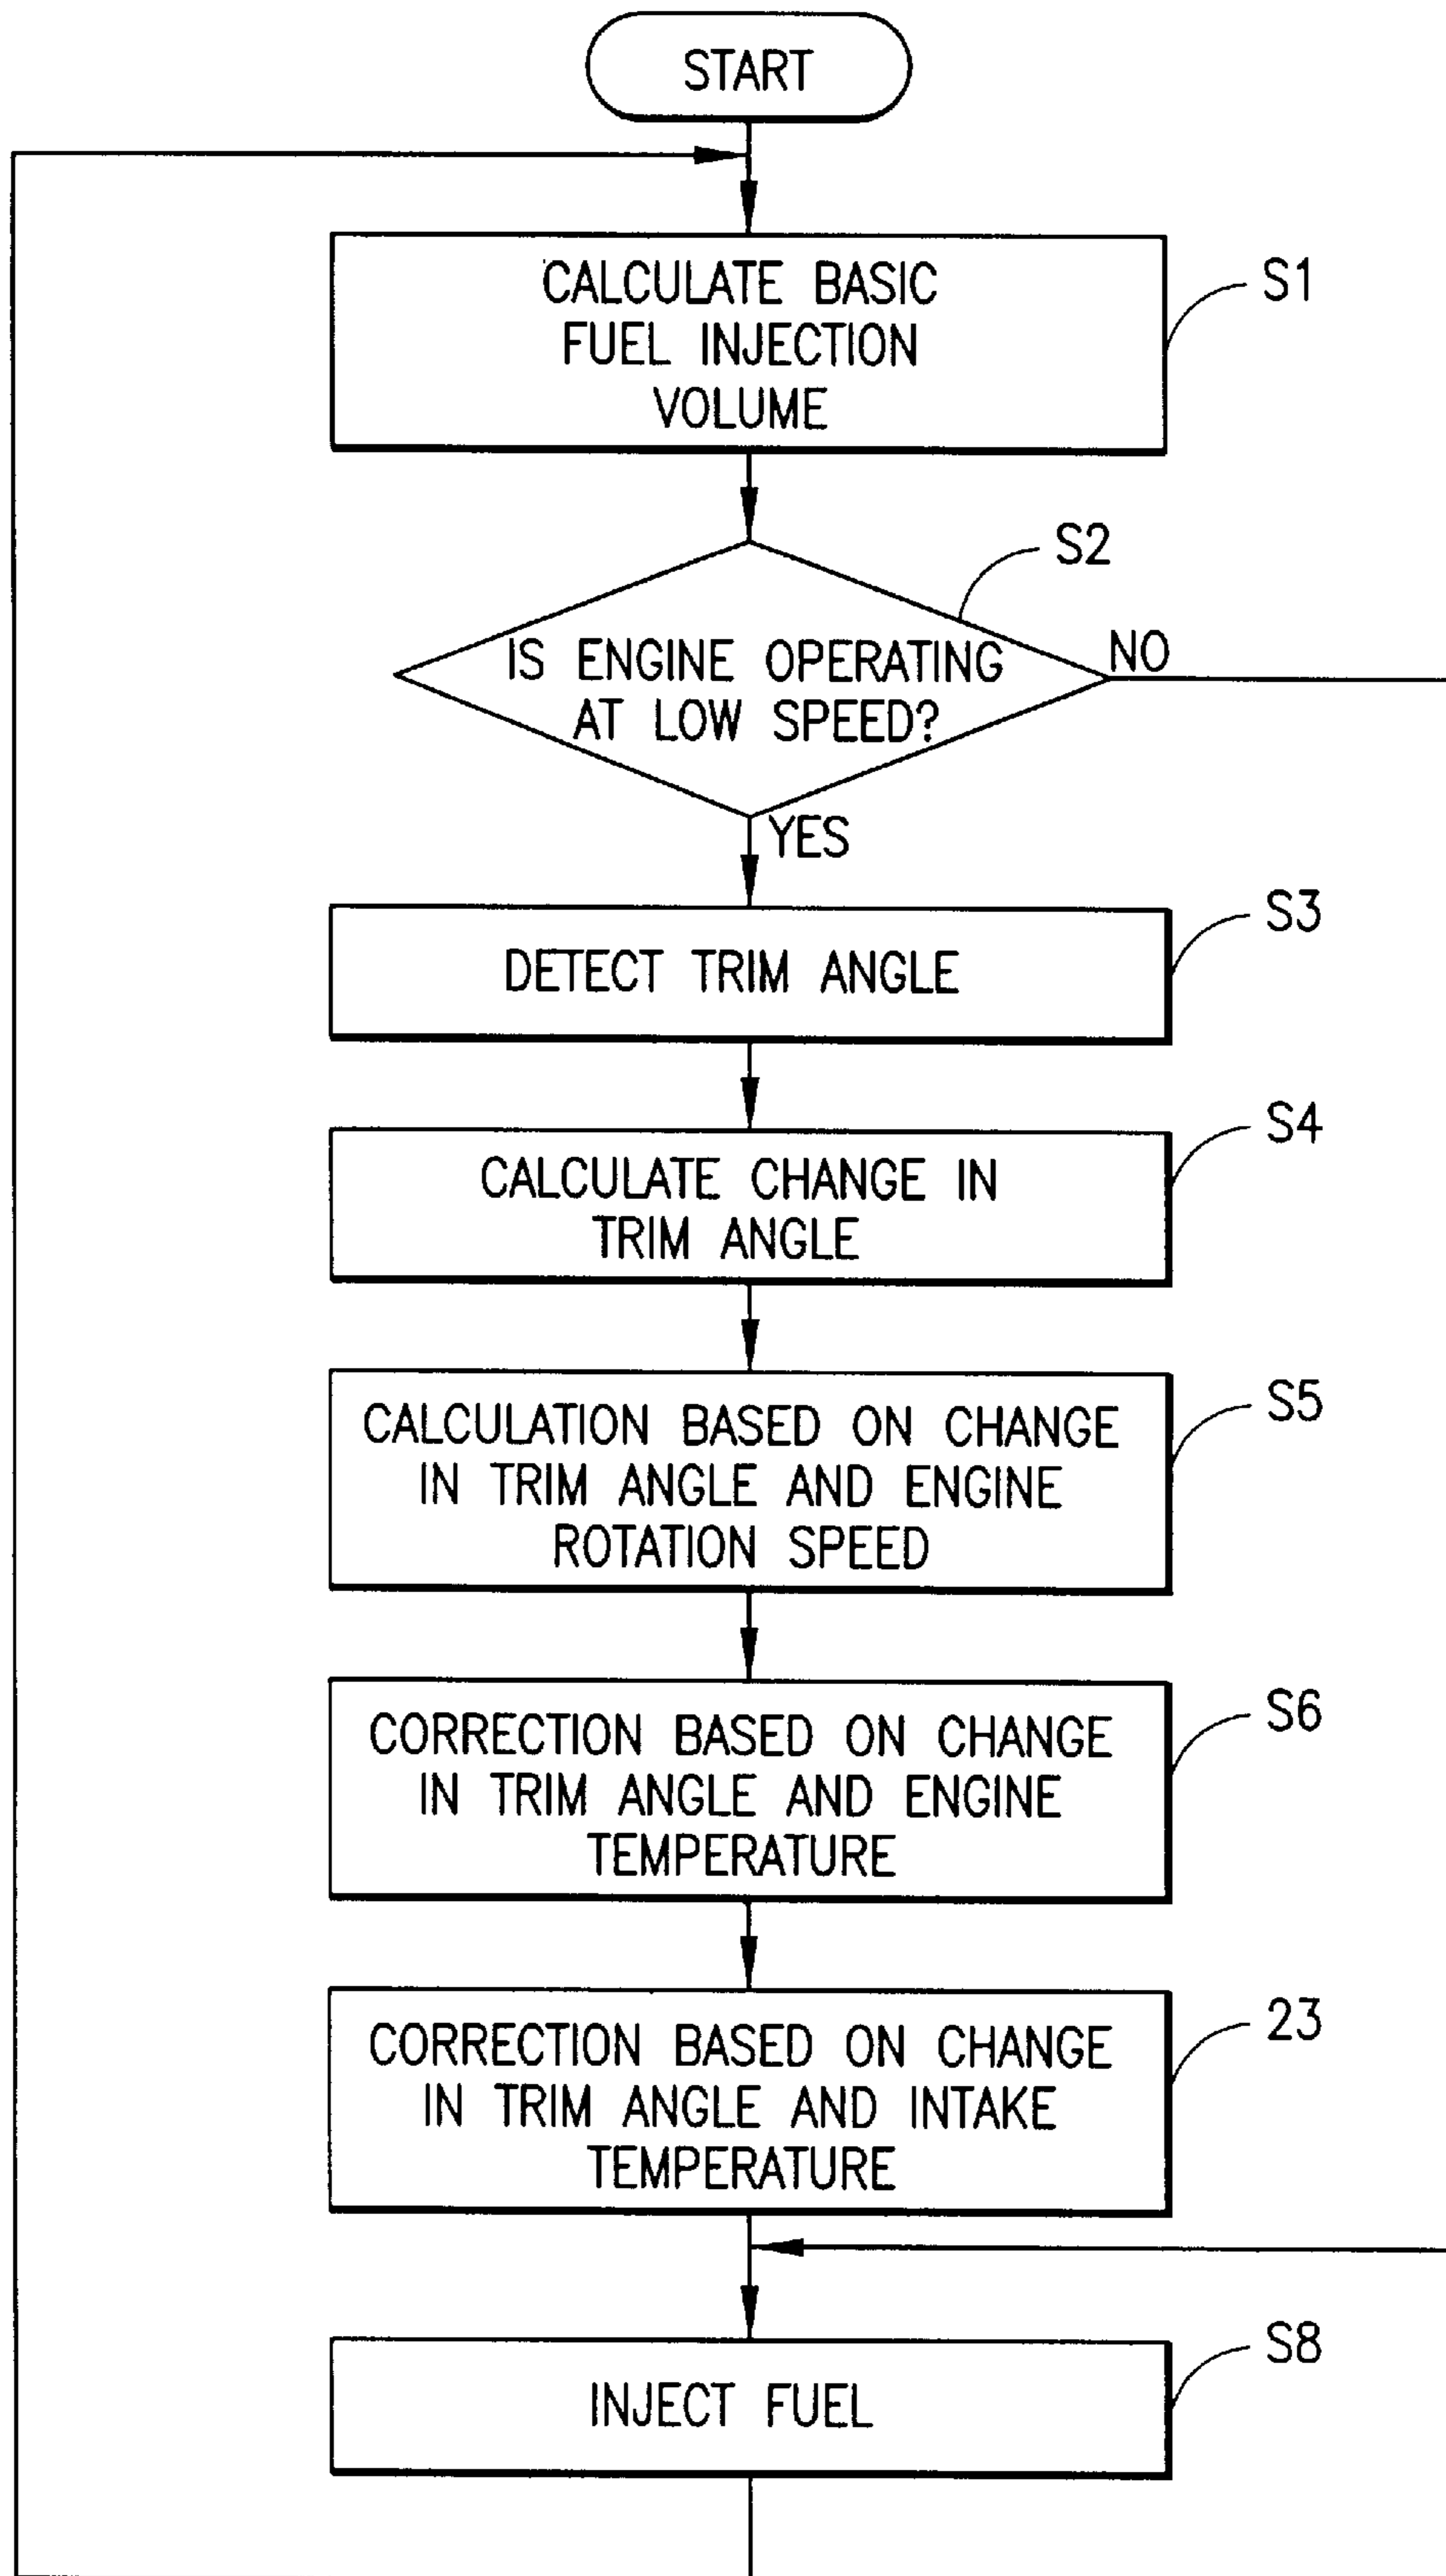 START
CALCULATE BASIC
FUEL INJECTION
VOLUME
S1
S2
IS ENGINE OPERATING
AT LOW SPEED?
NO
YES
S3
DETECT TRIM ANGLE
S4
CALCULATE CHANGE IN
TRIM ANGLE
S5
CALCULATION BASED ON CHANGE
IN TRIM ANGLE AND ENGINE
ROTATION SPEED
S6
CORRECTION BASED ON CHANGE
IN TRIM ANGLE AND ENGINE
TEMPERATURE
23
CORRECTION BASED ON CHANGE
IN TRIM ANGLE AND INTAKE
TEMPERATURE
S8
INJECT FUEL